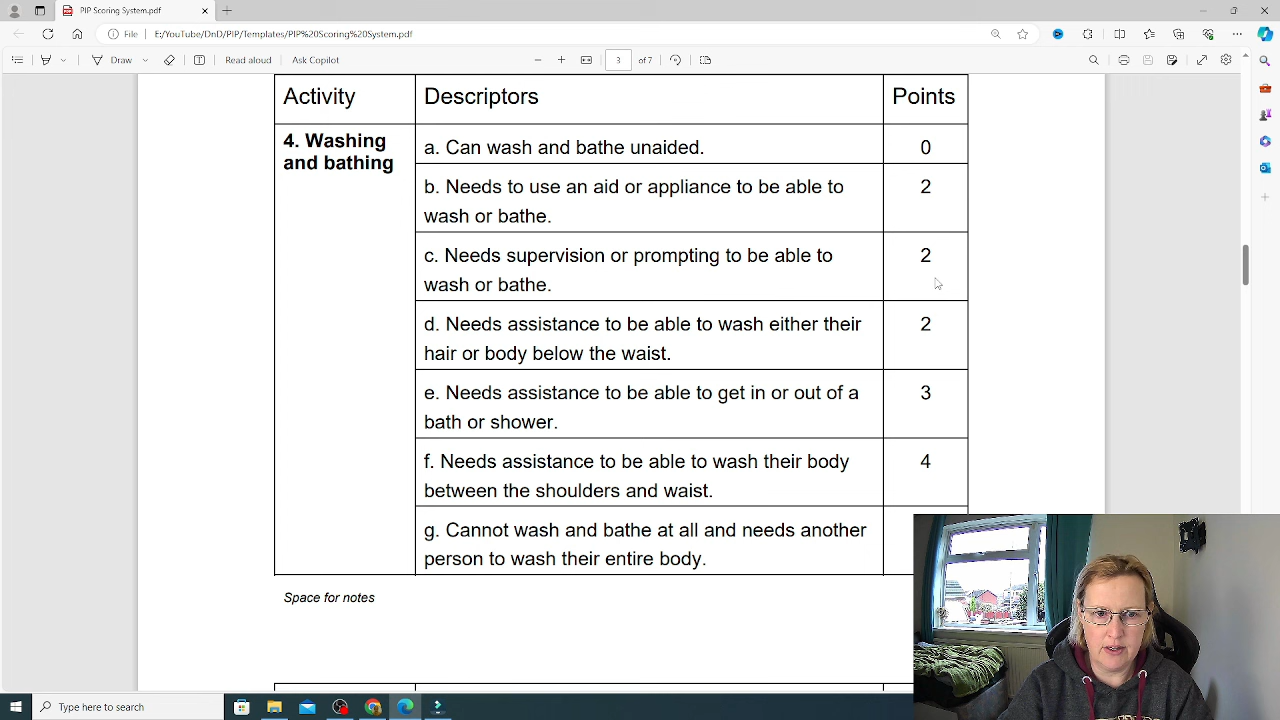 PIP Scoring System.pdf
File
E:/YouTube/DnD/PIP/Templates/PIP%20Scoring%20System.pdf
Draw
Read aloud
Ask Copilot
3
of 7
Activity
Descriptors
Points
4. Washing
and bathing
a. Can wash and bathe unaided.
0
b. Needs to use an aid or appliance to be able to
wash or bathe.
2
c. Needs supervision or prompting to be able to
wash or bathe.
2
d. Needs assistance to be able to wash either their
hair or body below the waist.
2
e. Needs assistance to be able to get in or out of a
bath or shower.
3
f. Needs assistance to be able to wash their body
between the shoulders and waist.
4
g. Cannot wash and bathe at all and needs another
person to wash their entire body.
Space for notes
Type here to search